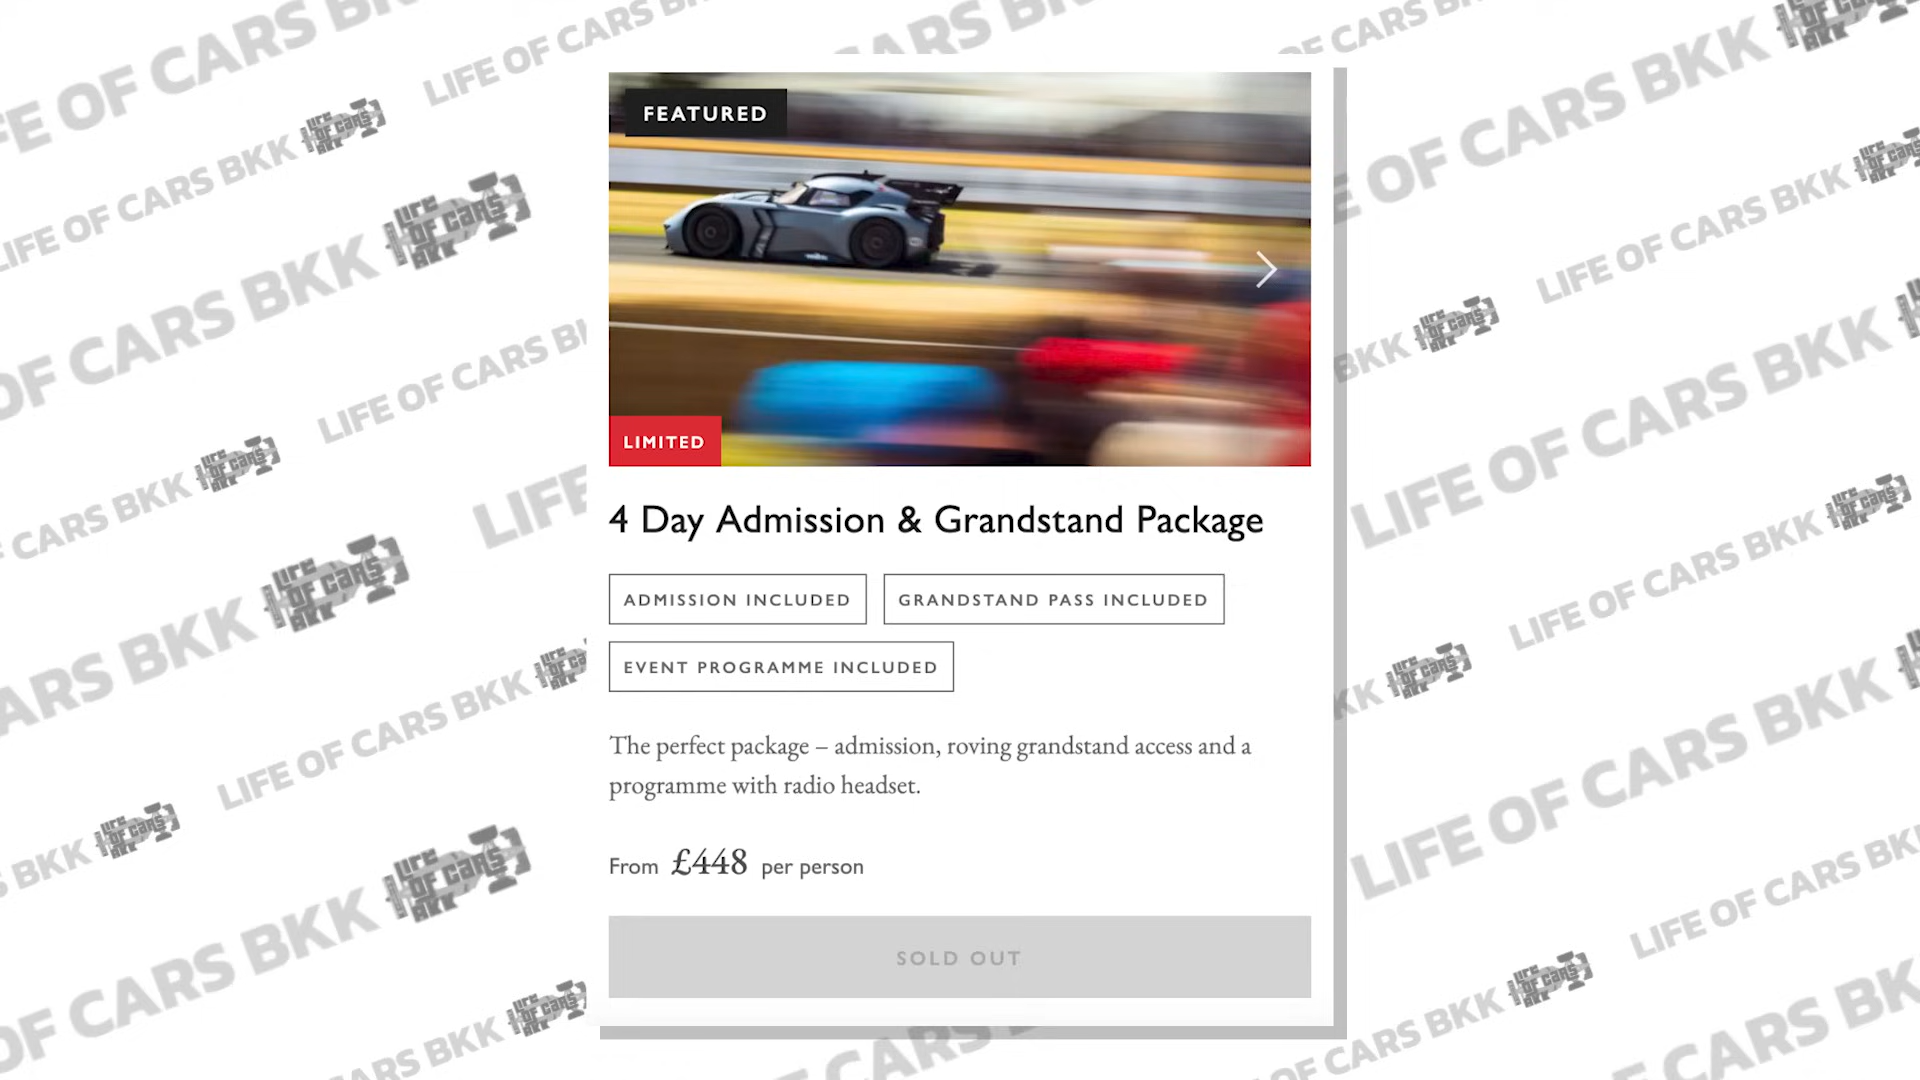 LIFE OF CARS BKK
FEATURED
LIMITED
4 Day Admission & Grandstand Package
ADMISSION INCLUDED
GRANDSTAND PASS INCLUDED
EVENT PROGRAMME INCLUDED
The perfect package – admission, roving grandstand access and a
programme with radio headset.
From £448 per person
SOLD OUT